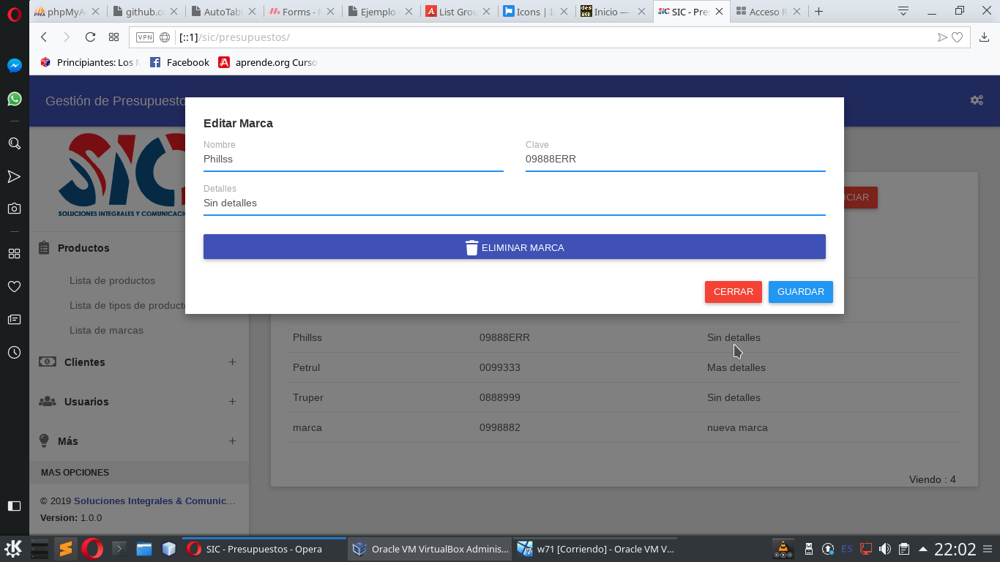 phpMyA
github.c
AutoTab
Forms -
Ejemplo
List Grou
Icons | I
Inicio —
SIC - Pres
Acceso R
VPN [::1]/sic/presupuestos/
Principiantes: Los
Facebook
aprende.org Curso
Gestión de Presupuesto
SIC
SOLUCIONES INTEGRALES Y COMUNICACI
Productos
Lista de productos
Lista de tipos de producto
Lista de marcas
Clientes +
Usuarios +
Más +
MAS OPCIONES
© 2019 Soluciones Integrales & Comunic...
Version: 1.0.0
Editar Marca
Nombre Clave
Phillss 09888ERR
Detalles
Sin detalles
ELIMINAR MARCA
CERRAR GUARDAR
CIAR
Phillss 09888ERR Sin detalles
Petrul 0099333 Mas detalles
Truper 0888999 Sin detalles
marca 0998882 nueva marca
Viendo : 4
SIC - Presupuestos - Opera
Oracle VM VirtualBox Adminis...
w71 [Corriendo] - Oracle VM V...
ES
22:02